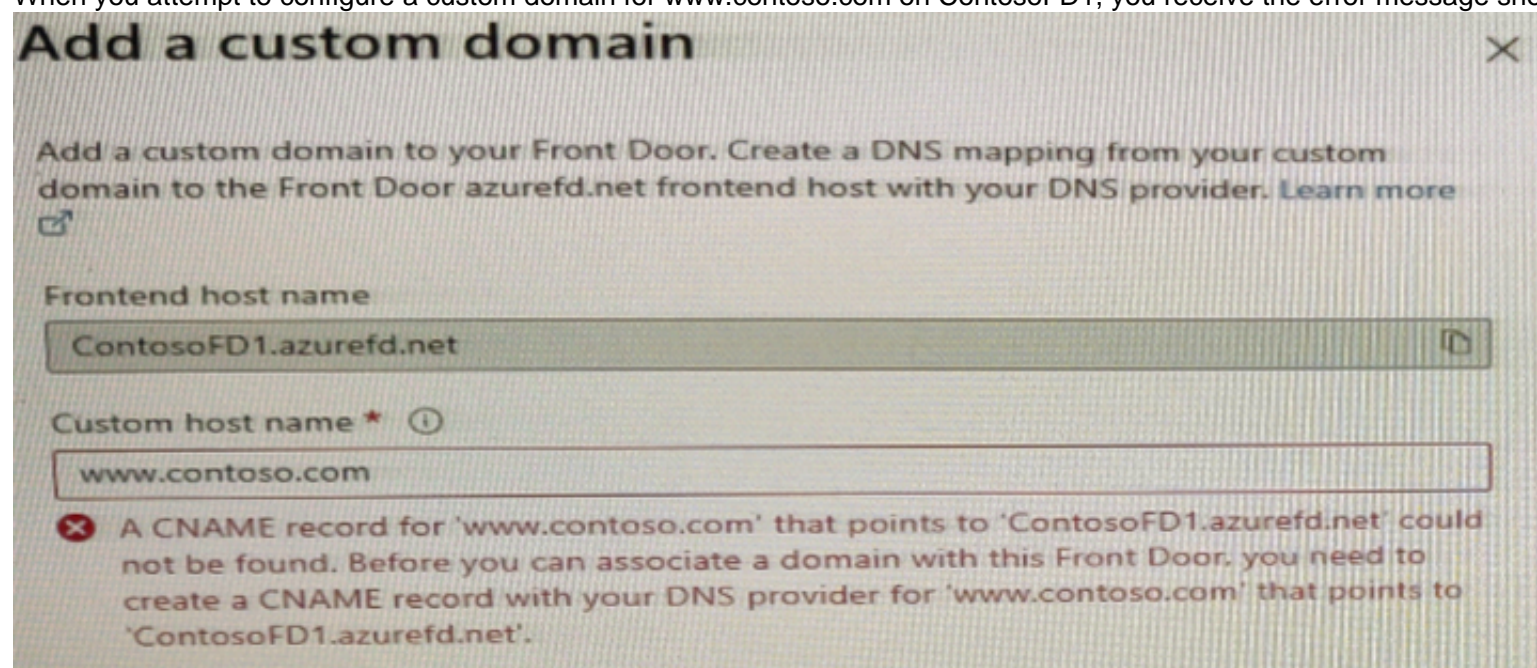 When you attempt to configure a custom domain for www.contoso.com on ContosoFD1, you receive the error message
Add a custom domain
Add a custom domain to your Front Door. Create a DNS mapping from your custom
domain to the Front Door azurefd.net frontend host with your DNS provider. Learn more
Frontend host name
ContosoFD1.azurefd.net
Custom host name *
www.contoso.com
A CNAME record for 'www.contoso.com' that points to 'ContosoFD1.azurefd.net' could
not be found. Before you can associate a domain with this Front Door, you need to
create a CNAME record with your DNS provider for 'www.contoso.com' that points to
'ContosoFD1.azurefd.net'.